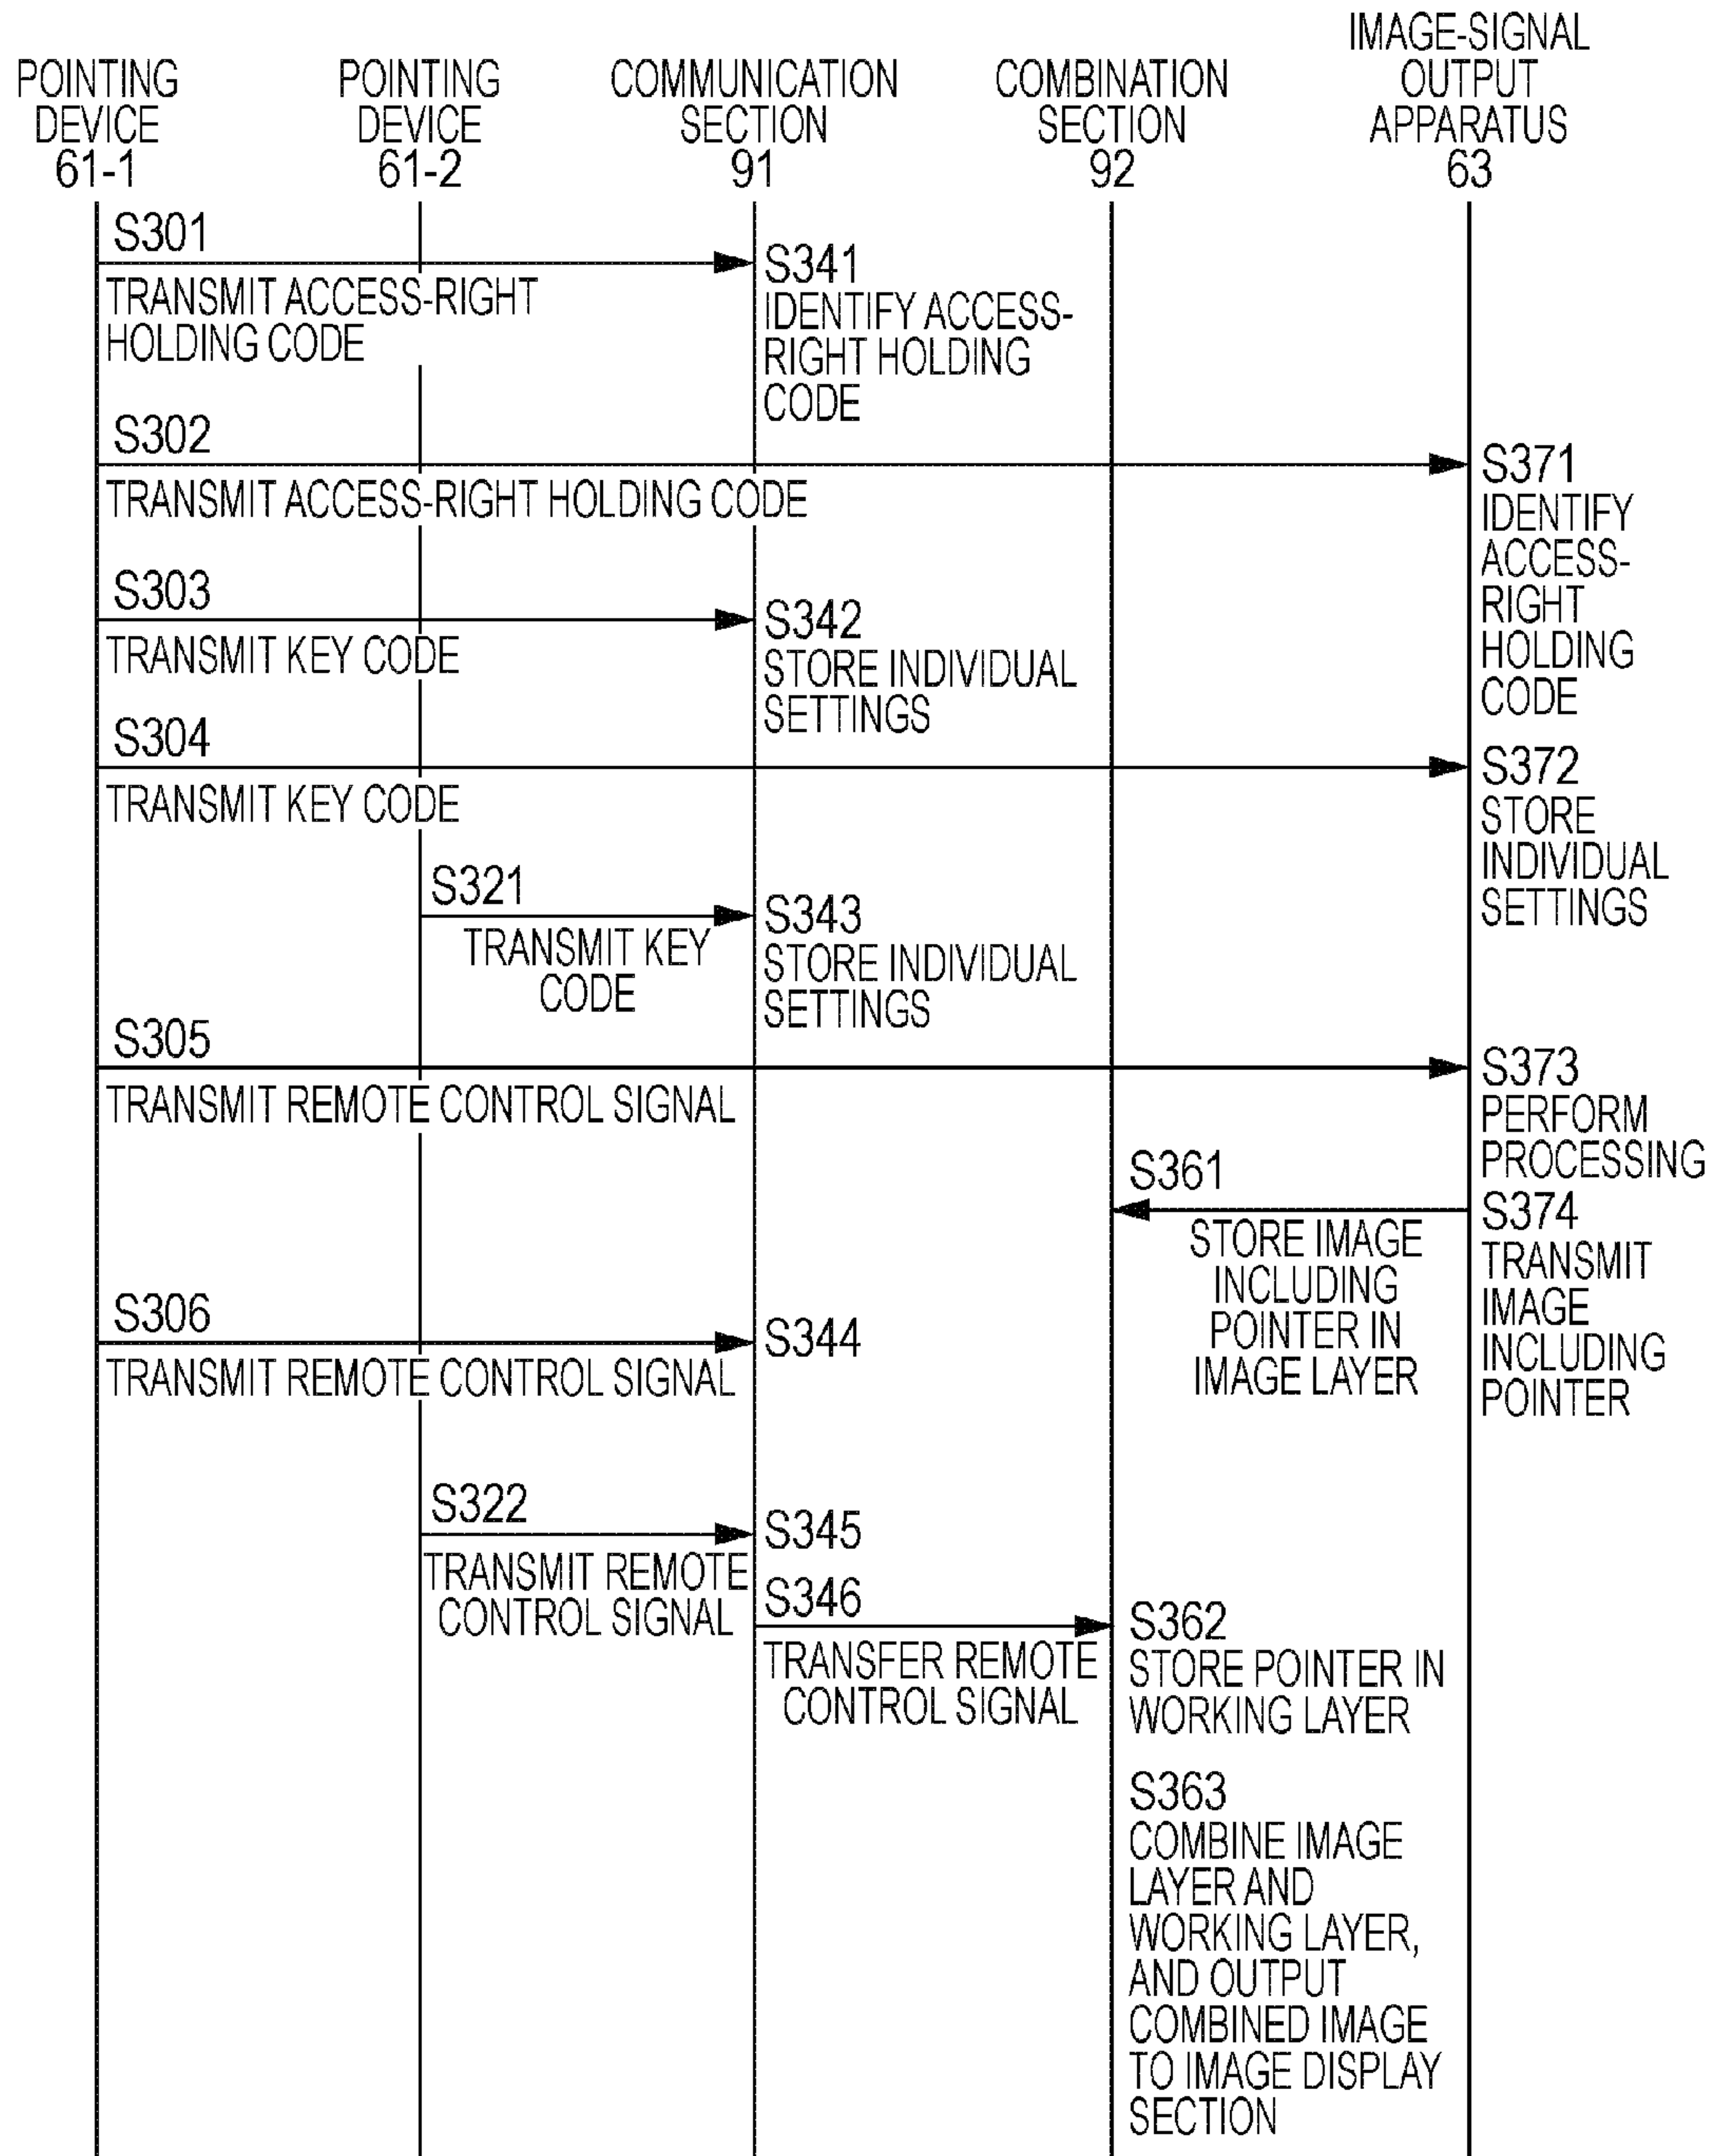 POINTING
DEVICE
61-1
POINTING
DEVICE
61-2
COMMUNICATION
SECTION
91
COMBINATION
SECTION
92
IMAGE-SIGNAL
OUTPUT
APPARATUS
63
S301
TRANSMIT ACCESS-RIGHT
HOLDING CODE
S341
IDENTIFY ACCESS-
RIGHT HOLDING
CODE
S302
TRANSMIT ACCESS-RIGHT HOLDING CODE
S371
IDENTIFY
ACCESS-
RIGHT
HOLDING
CODE
S303
TRANSMIT KEY CODE
S342
STORE INDIVIDUAL
SETTINGS
S304
TRANSMIT KEY CODE
S372
STORE
INDIVIDUAL
SETTINGS
S321
TRANSMIT KEY
CODE
S343
STORE INDIVIDUAL
SETTINGS
S305
TRANSMIT REMOTE CONTROL SIGNAL
S373
PERFORM
PROCESSING
S361
STORE IMAGE
INCLUDING
POINTER IN
IMAGE LAYER
S374
TRANSMIT
IMAGE
INCLUDING
POINTER
S306
TRANSMIT REMOTE CONTROL SIGNAL
S344
S322
TRANSMIT REMOTE
CONTROL SIGNAL
S345
S346
TRANSFER REMOTE
CONTROL SIGNAL
S362
STORE POINTER IN
WORKING LAYER
S363
COMBINE IMAGE
LAYER AND
WORKING LAYER,
AND OUTPUT
COMBINED IMAGE
TO IMAGE DISPLAY
SECTION